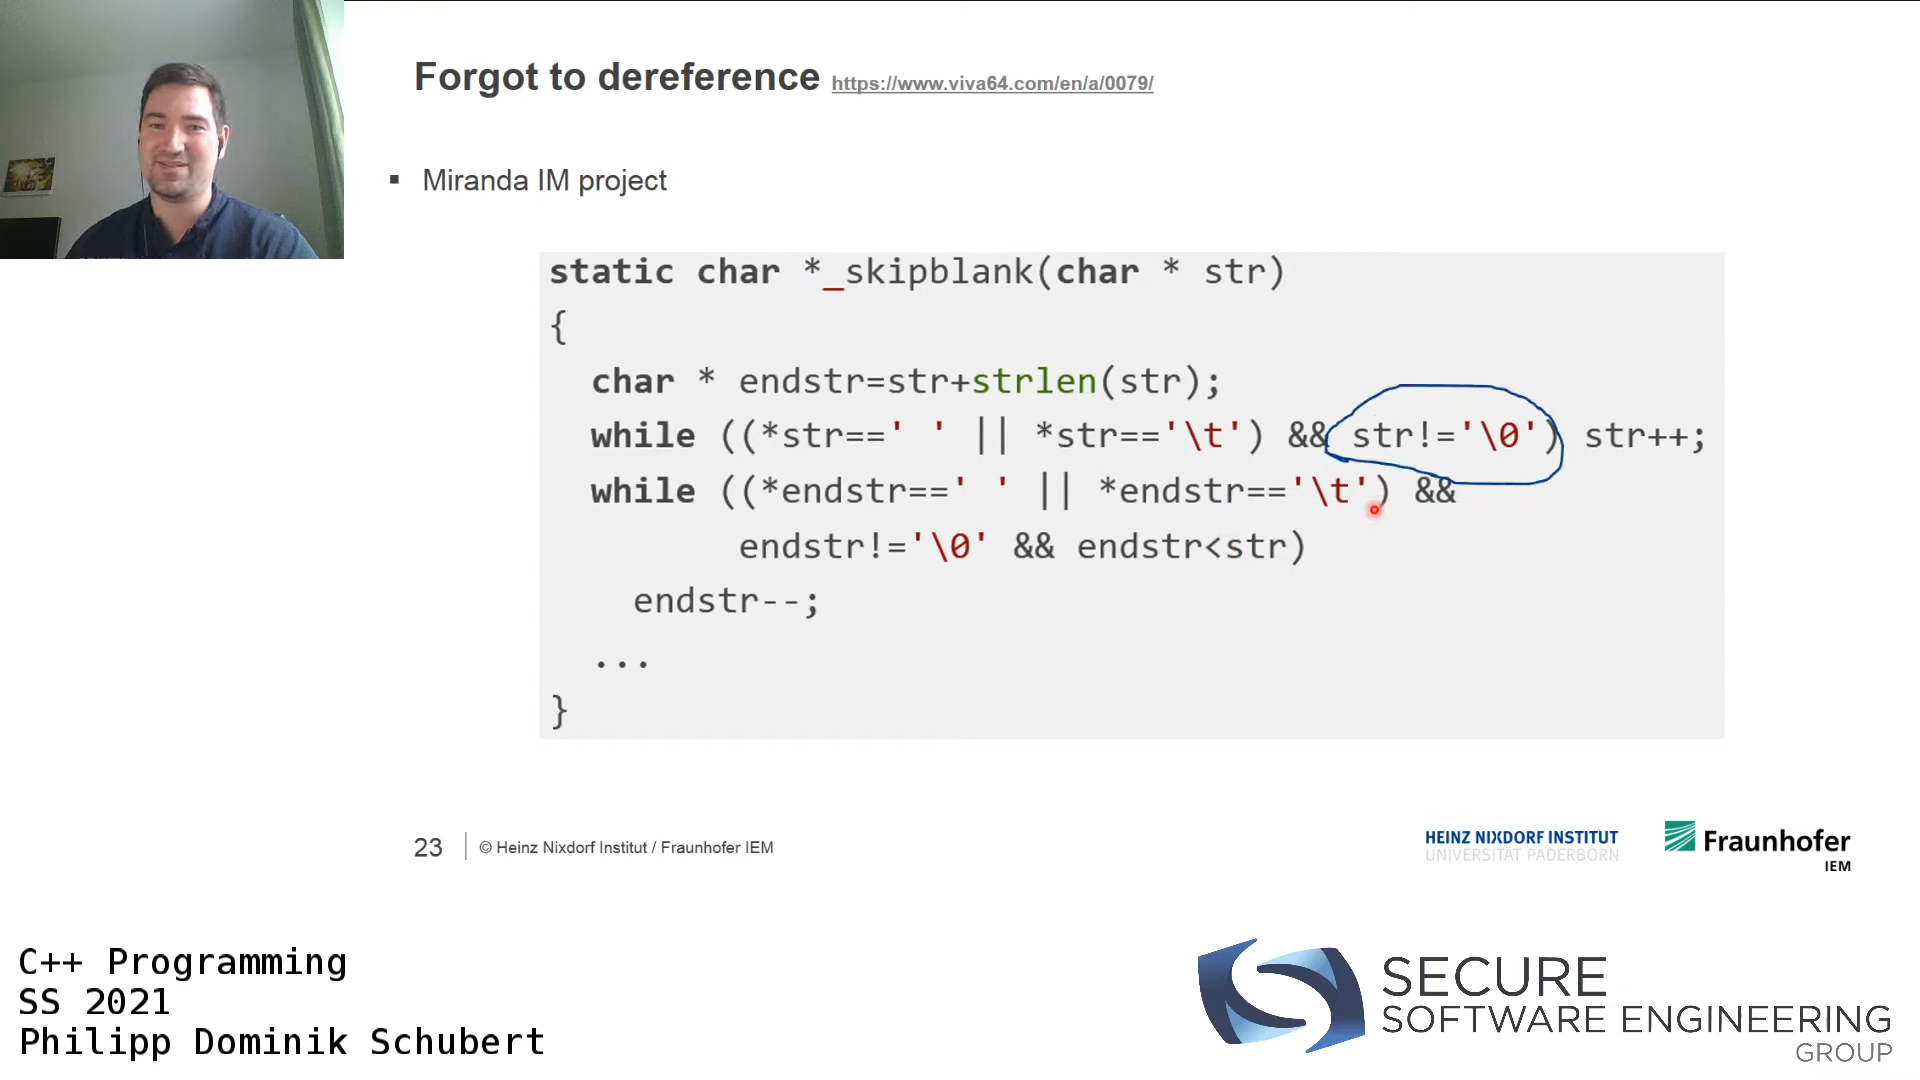 Forgot to dereference https://www.viva64.com/en/a/0079/
▪ Miranda IM project
static char *_skipblank(char * str)
{
char * endstr=str+strlen(str);
while ((*str==' ' || *str=='\t') && str!='\0') str++;
while ((*endstr==' ' || *endstr=='\t') &&
endstr!='\0' && endstr<str)
endstr--;
...
}
23 © Heinz Nixdorf Institut / Fraunhofer IEM
HEINZ NIXDORF INSTITUT
UNIVERSITÄT PADERBORN
Fraunhofer
IEM
C++ Programming
SS 2021
Philipp Dominik Schubert
SECURE
SOFTWARE ENGINEERING
GROUP